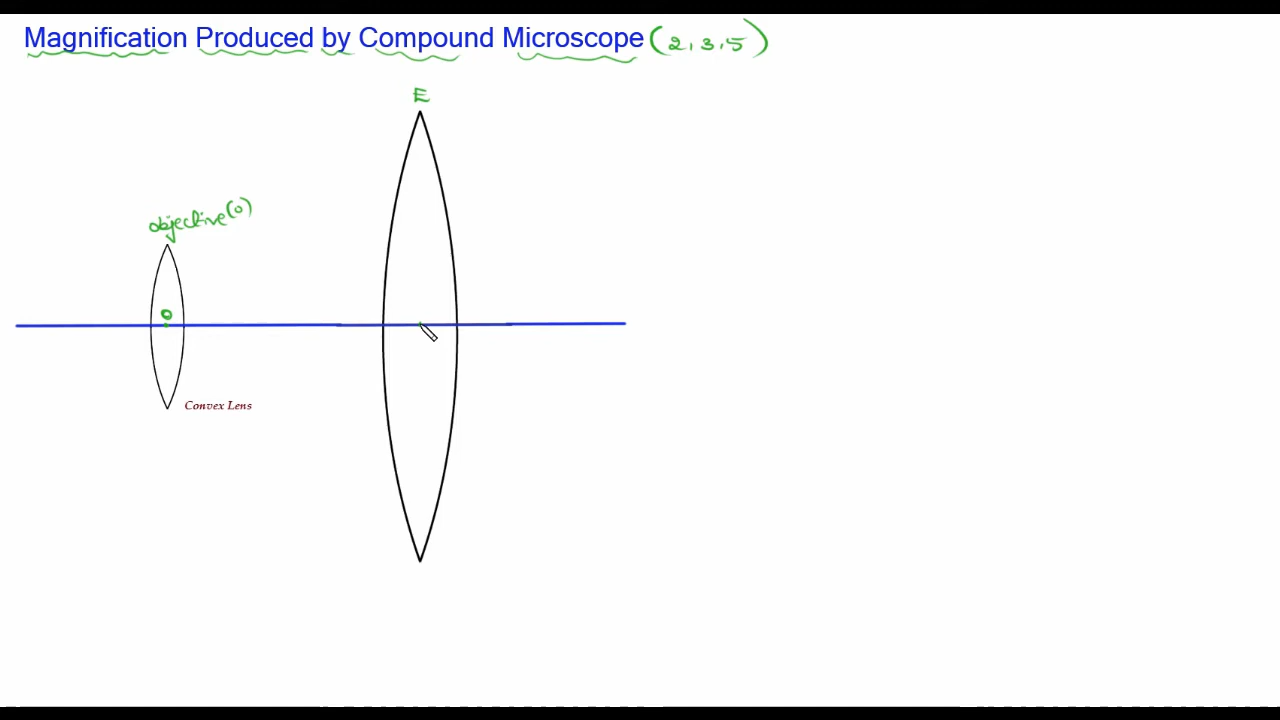 Magnification Produced by Compound Microscope (2,3,5)
E
objective(o)
O
Convex Lens